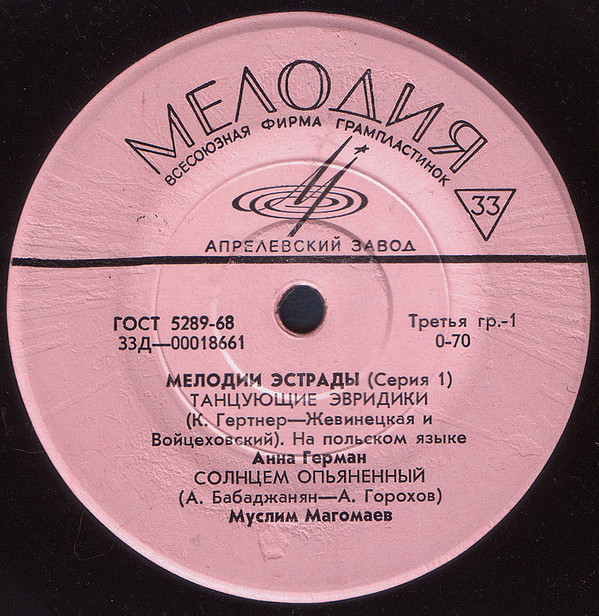 МЕЛОДИЯ
ВСЕСОЮЗНАЯ ФИРМА ГРАМПЛАСТИНОК
33
АПРЕЛЕВСКИЙ ЗАВОД
ГОСТ 5289-68 Третья гр.-1
33Д—00018661 0-70
МЕЛОДИИ ЭСТРАДЫ (Серия 1)
ТАНЦУЮЩИЕ ЭВРИДИКИ
(К. Гертнер—Жевинецкая и
Войцеховский). На польском языке
Анна Герман
СОЛНЦЕМ ОПЬЯНЕННЫЙ
(А. Бабаджанян—А. Горохов)
Муслим Магомаев